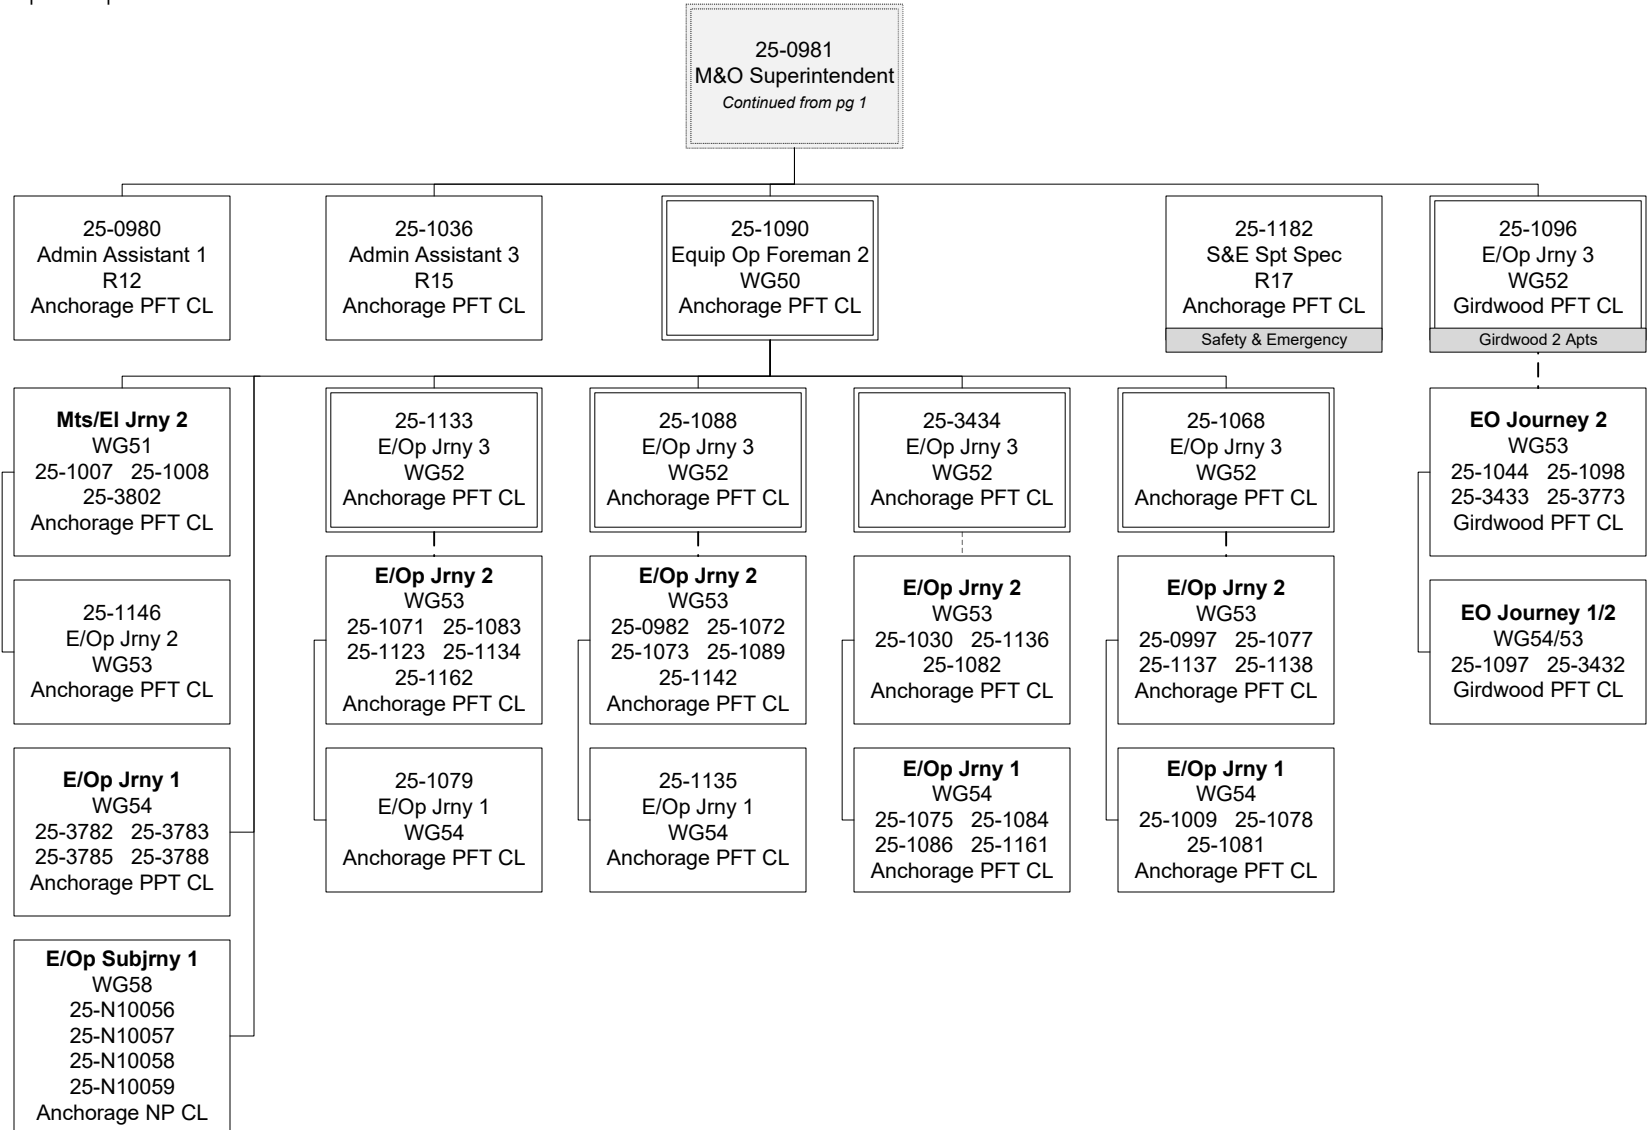 25-0981
M&O Superintendent
Continued from pg 1
25-0980
Admin Assistant 1
R12
Anchorage PFT CL
25-1036
Admin Assistant 3
R15
Anchorage PFT CL
25-1090
Equip Op Foreman 2
WG50
Anchorage PFT CL
25-1182
S&E Spt Spec
R17
Anchorage PFT CL
Safety & Emergency
25-1096
E/Op Jrny 3
WG52
Girdwood PFT CL
Girdwood 2 Apts
Mts/El Jrny 2
WG51
25-1007 25-1008
25-3802
Anchorage PFT CL
25-1133
E/Op Jrny 3
WG52
Anchorage PFT CL
25-1088
E/Op Jrny 3
WG52
Anchorage PFT CL
25-3434
E/Op Jrny 3
WG52
Anchorage PFT CL
25-1068
E/Op Jrny 3
WG52
Anchorage PFT CL
EO Journey 2
WG53
25-1044 25-1098
25-3433 25-3773
Girdwood PFT CL
25-1146
E/Op Jrny 2
WG53
Anchorage PFT CL
E/Op Jrny 2
WG53
25-1071 25-1083
25-1123 25-1134
25-1162
Anchorage PFT CL
E/Op Jrny 2
WG53
25-0982 25-1072
25-1073 25-1089
25-1142
Anchorage PFT CL
E/Op Jrny 2
WG53
25-1030 25-1136
25-1082
Anchorage PFT CL
E/Op Jrny 2
WG53
25-0997 25-1077
25-1137 25-1138
Anchorage PFT CL
EO Journey 1/2
WG54/53
25-1097 25-3432
Girdwood PFT CL
E/Op Jrny 1
WG54
25-3782 25-3783
25-3785 25-3788
Anchorage PPT CL
25-1079
E/Op Jrny 1
WG54
Anchorage PFT CL
25-1135
E/Op Jrny 1
WG54
Anchorage PFT CL
E/Op Jrny 1
WG54
25-1075 25-1084
25-1086 25-1161
Anchorage PFT CL
E/Op Jrny 1
WG54
25-1009 25-1078
25-1081
Anchorage PFT CL
E/Op Subjrny 1
WG58
25-N10056
25-N10057
25-N10058
25-N10059
Anchorage NP CL